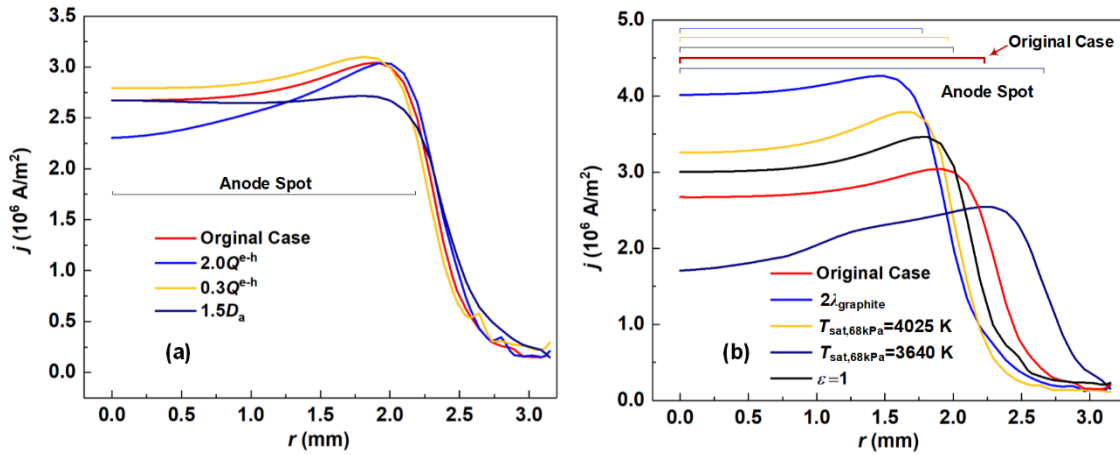 3.5
3.0
2.5
2.0
1.5
1.0
0.5
0.0
j (10⁶ A/m²)
Anode Spot
Orginal Case
2.0Qᵉ⁻ʰ
0.3Qᵉ⁻ʰ
1.5Dₐ
(a)
0.0 0.5 1.0 1.5 2.0 2.5 3.0
r (mm)
5.0
4.0
3.0
2.0
1.0
0.0
j (10⁶ A/m²)
Original Case
Anode Spot
Original Case
2λgraphite
Tsat,68kPa=4025 K
Tsat,68kPa=3640 K
ε=1
(b)
0.0 0.5 1.0 1.5 2.0 2.5 3.0
r (mm)